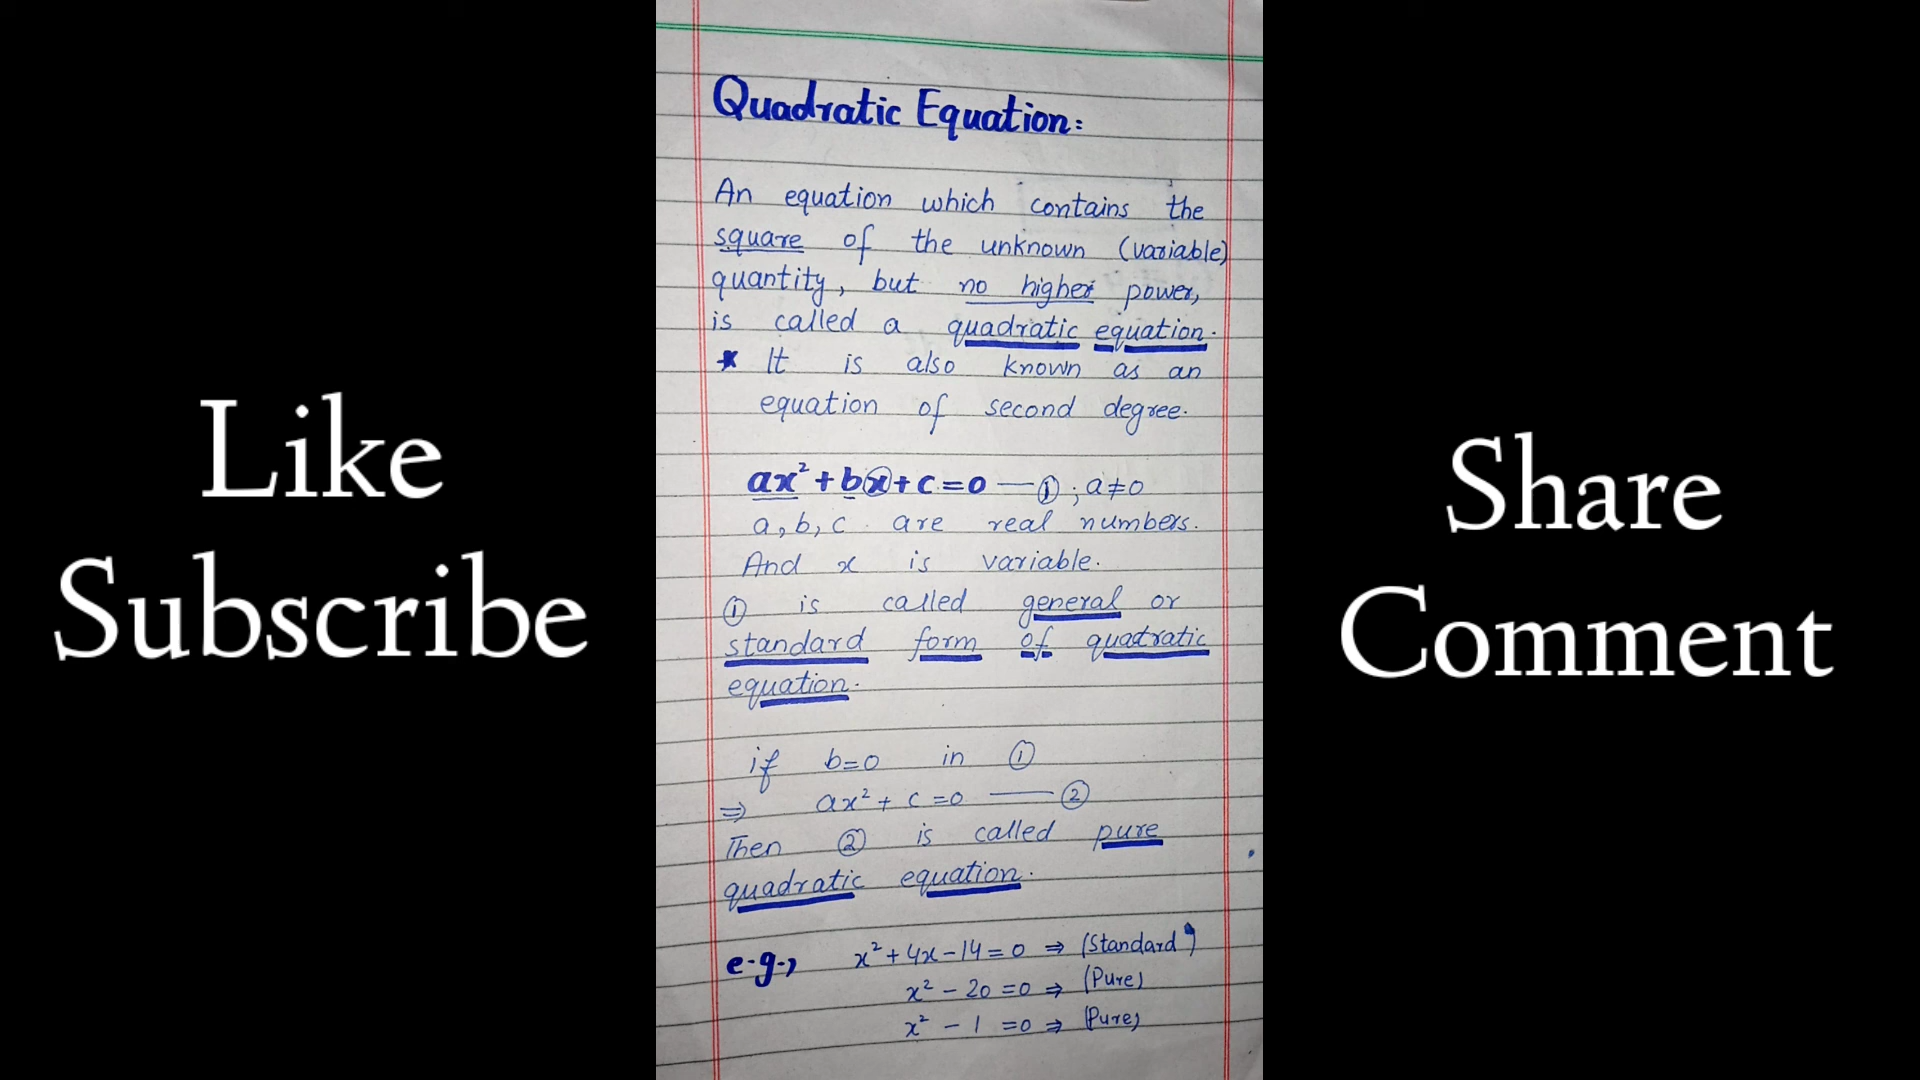 Like
Subscribe
Quadratic Equation:
An equation which contains the
square of the unknown (variable)
quantity, but no higher power,
is called a quadratic equation.
* It is also known as an
equation of second degree.
ax² + bx + c = 0 — ① ; a ≠ 0
a, b, c are real numbers.
And x is variable.
① is called general or
standard form of quadratic
equation.
if b = 0 in ①
⇒ ax² + c = 0 — ②
Then ② is called pure
quadratic equation.
e.g., x² + 4x - 14 = 0 ⇒ (Standard)
x² - 20 = 0 ⇒ (Pure)
x² - 1 = 0 ⇒ (Pure)
Share
Comment